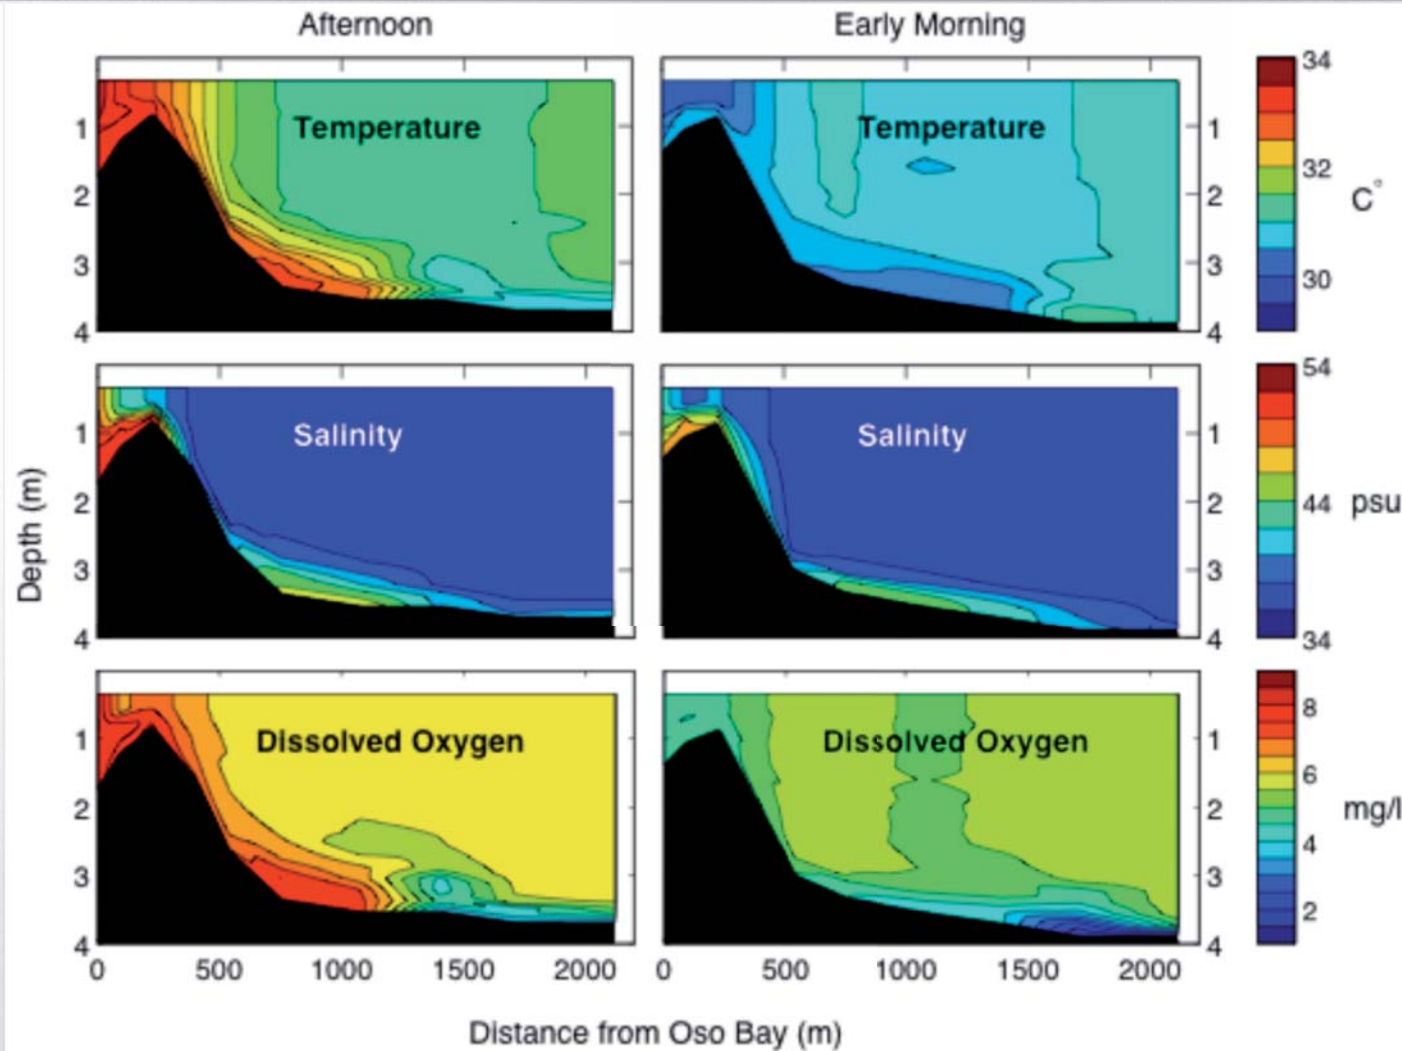 Afternoon
Early Morning
Temperature
1
2
3
4
Temperature
1
2
3
4
34
32
30
C°
Salinity
1
2
3
4
Salinity
1
2
3
4
54
44
34
psu
Depth (m)
Dissolved Oxygen
1
2
3
4
0 500 1000 1500 2000
Dissolved Oxygen
1
2
3
4
0 500 1000 1500 2000
8
6
4
2
mg/l
Distance from Oso Bay (m)